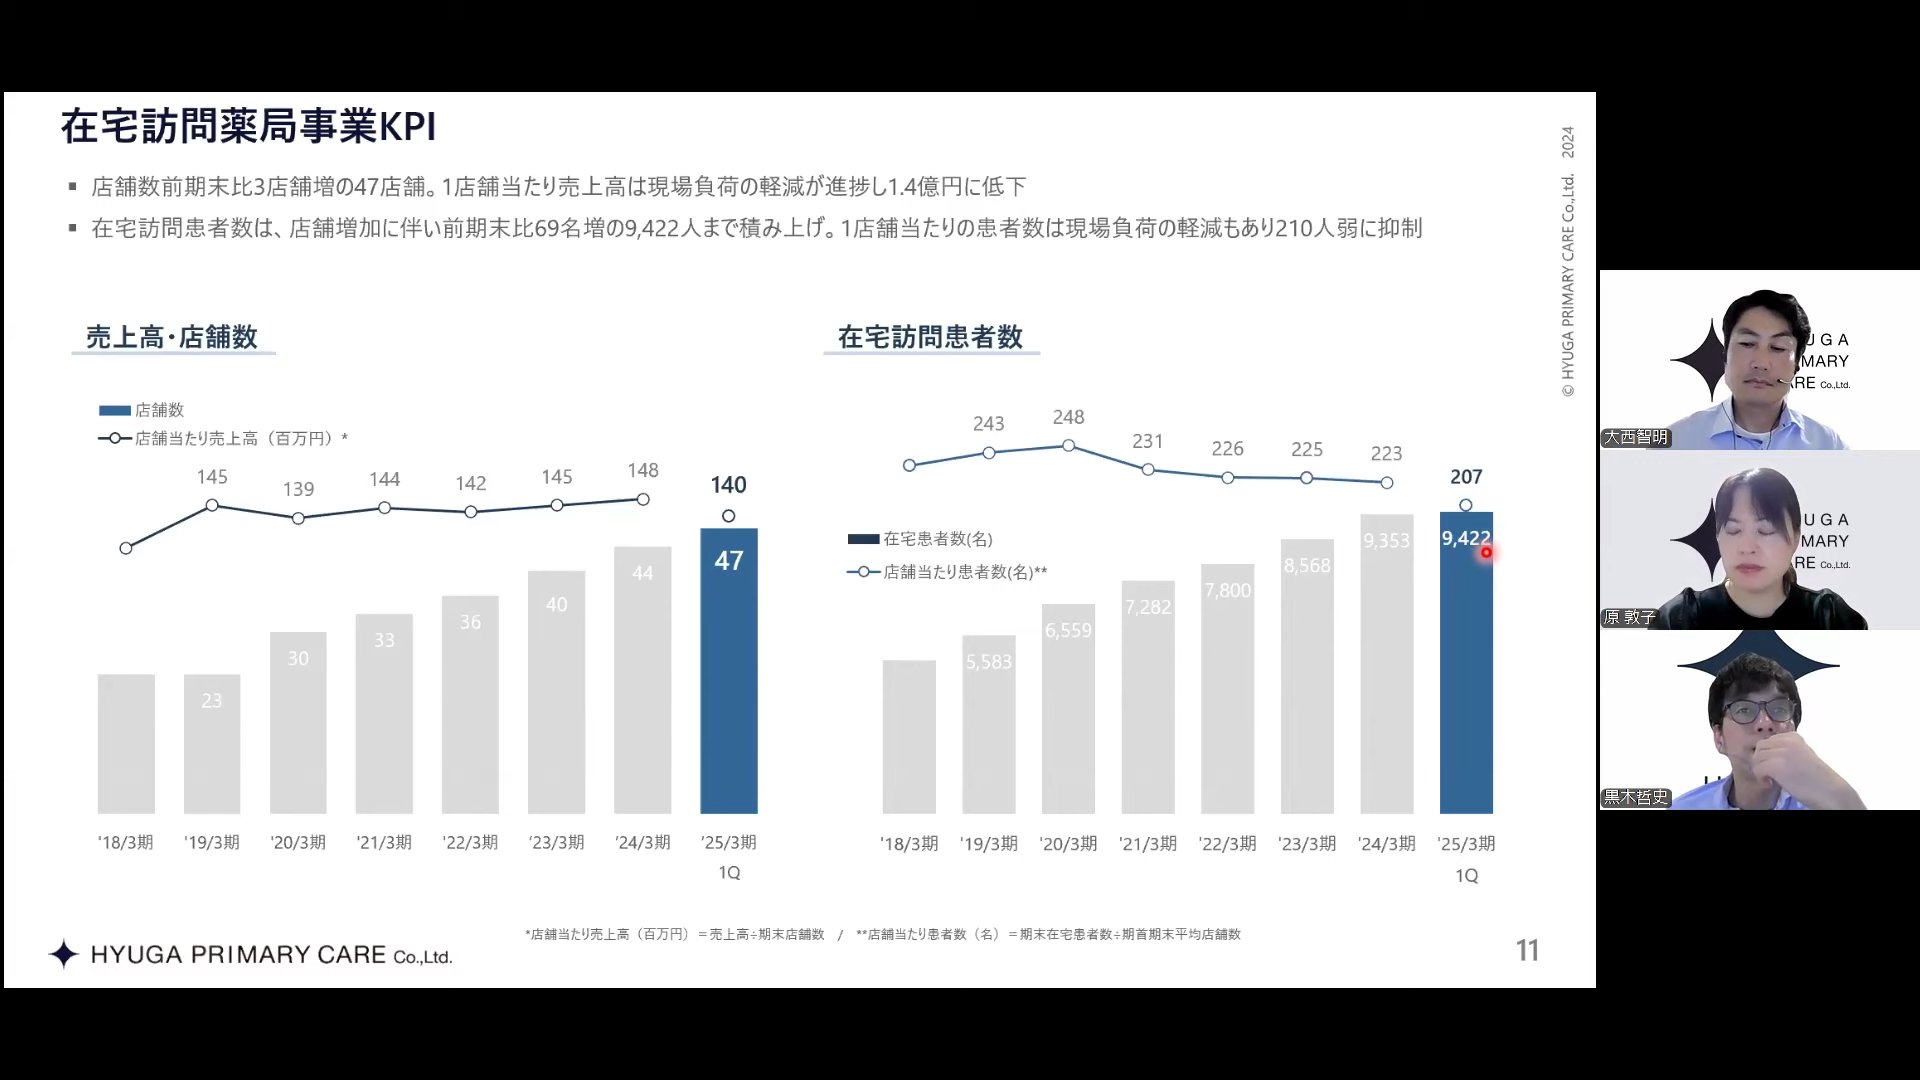 在宅訪問薬局事業KPI
▪ 店舗数前期末比3店舗増の47店舗。1店舗当たり売上高は現場負荷の軽減が進捗し1.4億円に低下
▪ 在宅訪問患者数は、店舗増加に伴い前期末比69名増の9,422人まで積み上げ。1店舗当たりの患者数は現場負荷の軽減もあり210人弱に抑制
© HYUGA PRIMARY CARE Co,Ltd. 2024
売上高・店舗数
店舗数
店舗当たり売上高（百万円）*
145 139 144 142 145 148 140
23 30 33 36 40 44 47
'18/3期 '19/3期 '20/3期 '21/3期 '22/3期 '23/3期 '24/3期 '25/3期
1Q
在宅訪問患者数
243 248 231 226 225 223 207
在宅患者数(名)
店舗当たり患者数(名)**
5,583 6,559 7,282 7,800 8,568 9,353 9,422
'18/3期 '19/3期 '20/3期 '21/3期 '22/3期 '23/3期 '24/3期 '25/3期
1Q
*店舗当たり売上高（百万円）＝売上高÷期末店舗数 / **店舗当たり患者数（名）＝期末在宅患者数÷期首期末平均店舗数
HYUGA PRIMARY CARE Co.,Ltd.
11
UGA
MARY
ARE Co.,Ltd.
大西智明
UGA
MARY
RE Co.,Ltd.
原 敦子
黒木哲史